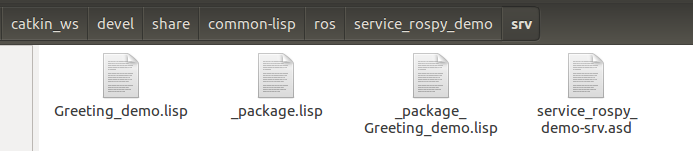 catkin_ws devel share common-lisp ros service_rospy_demo srv
Greeting_demo.lisp _package.lisp _package_ service_rospy_
Greeting_demo.lisp demo-srv.asd